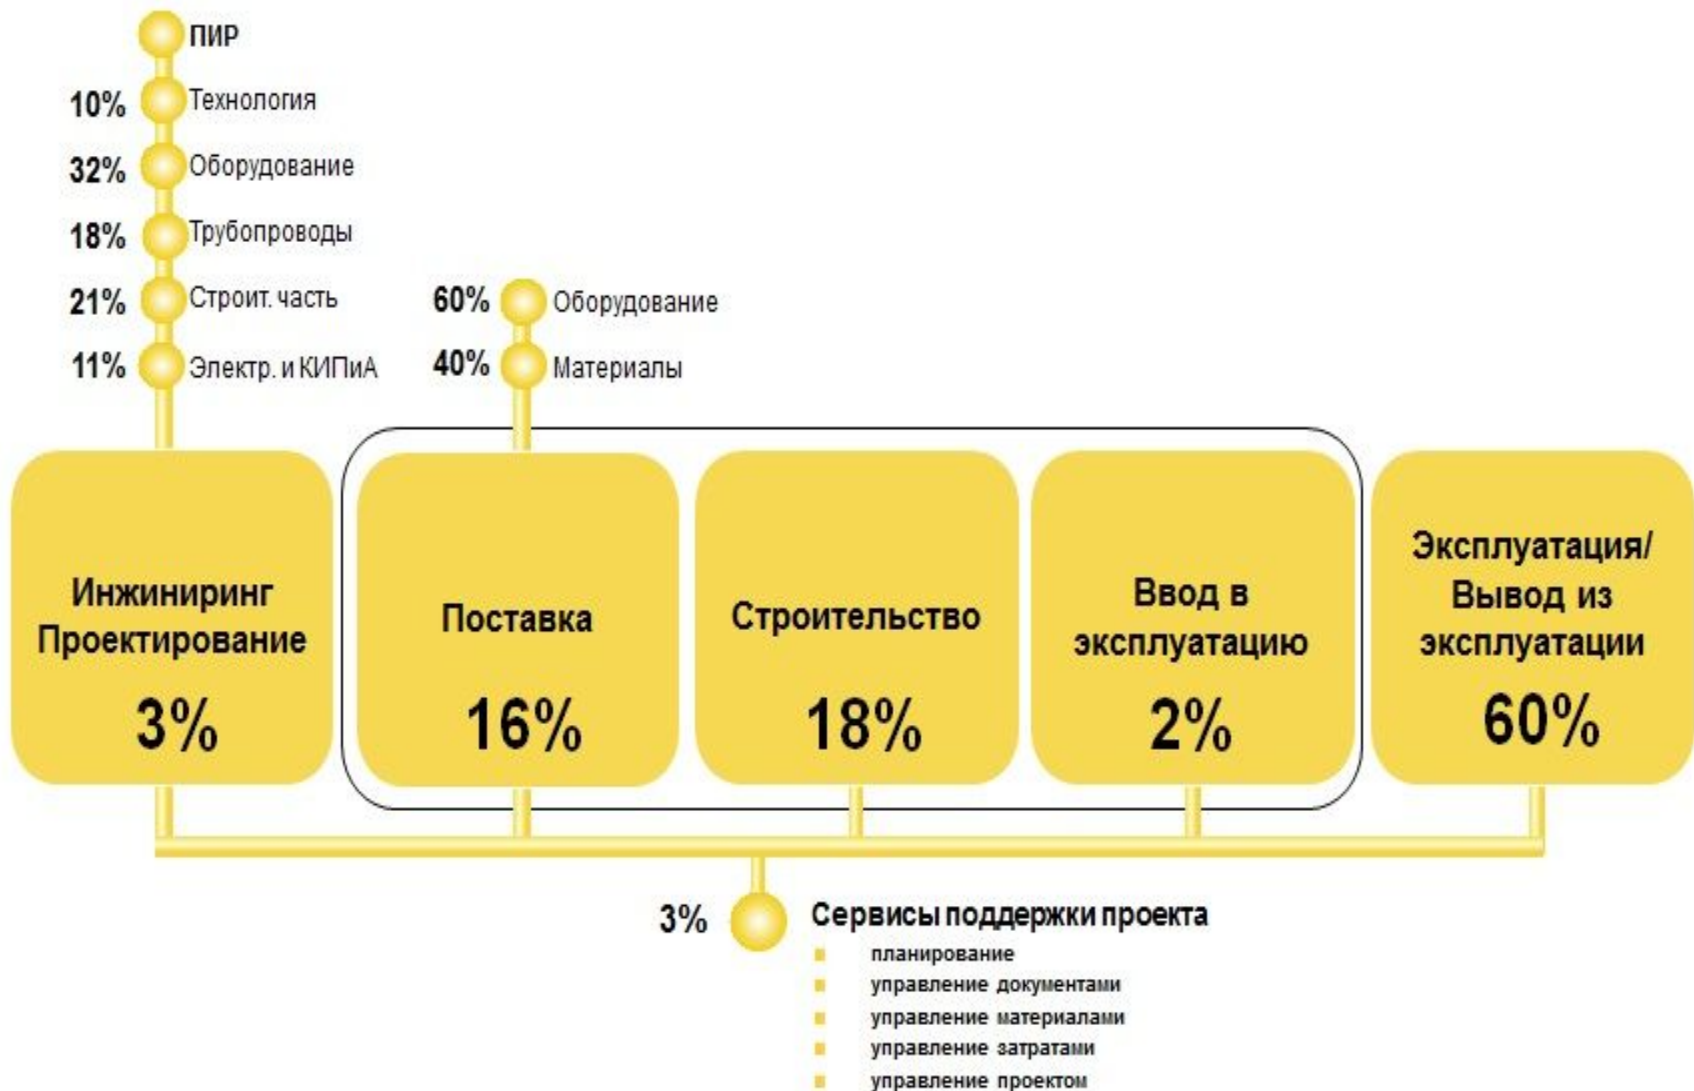 ПИР
10% Технология
32% Оборудование
18% Трубопроводы
21% Строит. часть
11% Электр. и КИПиА
60% Оборудование
40% Материалы
Инжиниринг
Проектирование
3%
Поставка
16%
Строительство
18%
Ввод в
эксплуатацию
2%
Эксплуатация/
Вывод из
эксплуатации
60%
3% Сервисы поддержки проекта
планирование
управление документами
управление материалами
управление затратами
управление проектом